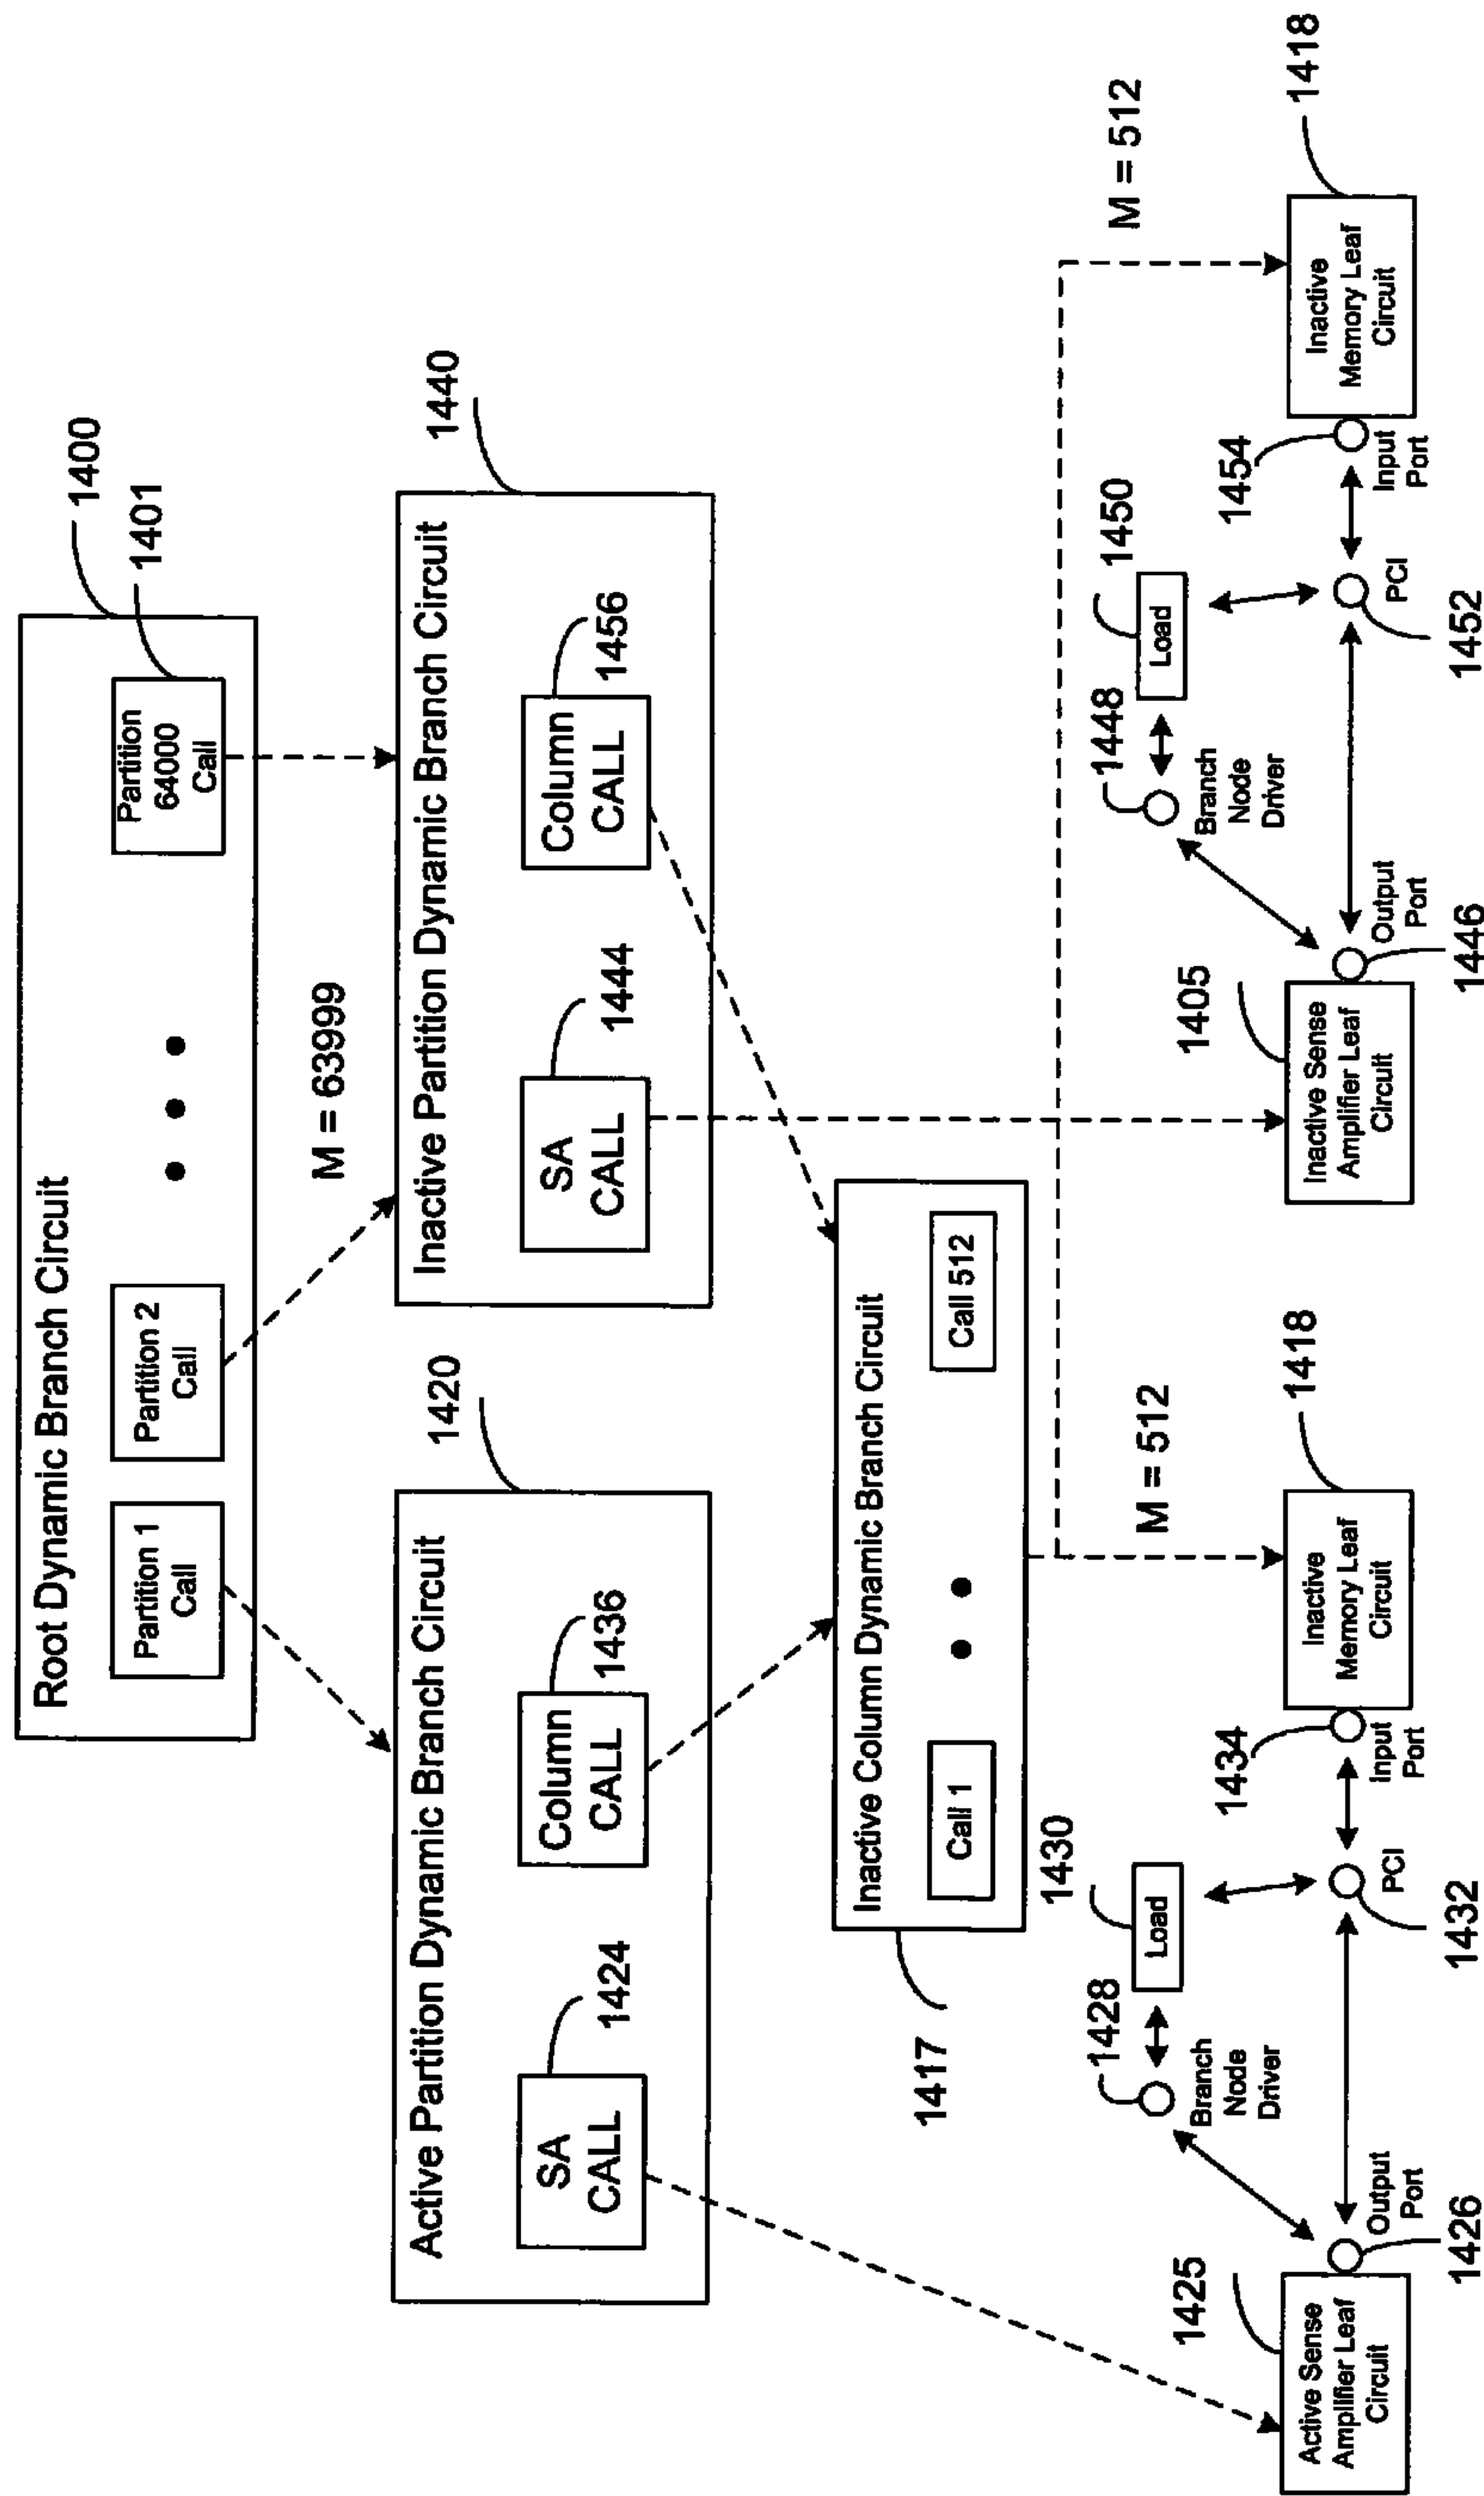 Root Dynamic Branch Circuit
1400
1401
Partition 1
Call
Partition 2
Call
Partition
64000
Call
M = 63999
1420
Active Partition Dynamic Branch Circuit
SA
CALL
1424
Column
CALL
1436
1440
Inactive Partition Dynamic Branch Circuit
SA
CALL
1444
Column
CALL
1456
Inactive Column Dynamic Branch Circuit
Call 1
Call 512
1417
M = 512
M = 512
1425
Active Sense
Amplifier Leaf
Circuit
Output
Port
1426
1428
Branch
Node
Driver
1430
Load
PCI
1432
1434
Input
Port
Inactive
Memory Leaf
Circuit
1418
1405
Inactive Sense
Amplifier Leaf
Circuit
Output
Port
1446
1448
Branch
Node
Driver
1450
Load
PCI
1452
1454
Input
Port
Inactive
Memory Leaf
Circuit
1418